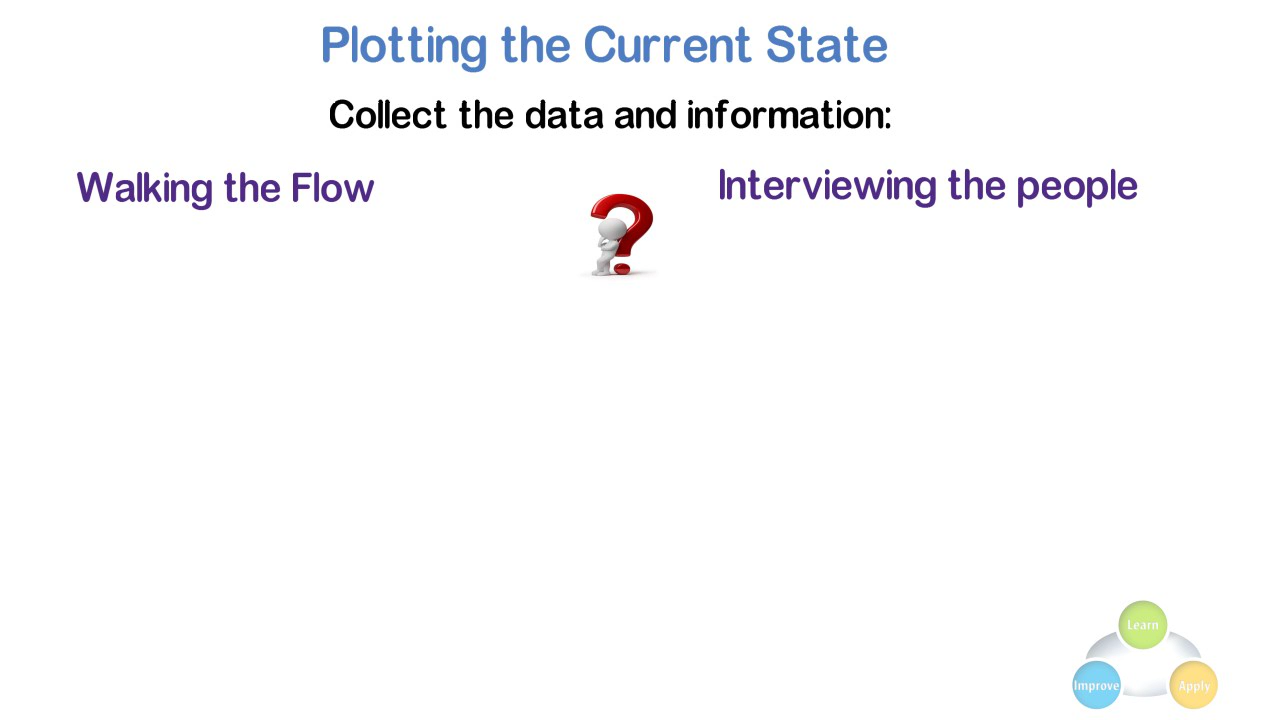 Plotting the Current State
Collect the data and information:
Walking the Flow
Interviewing the people
Learn
Improve
Apply